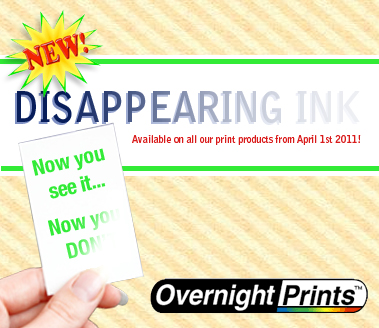 NEW!
DISAPPEARING INK
Available on all our print products from April 1st 2011!
Now you
see it...
Now you
DON'
Overnight Prints™